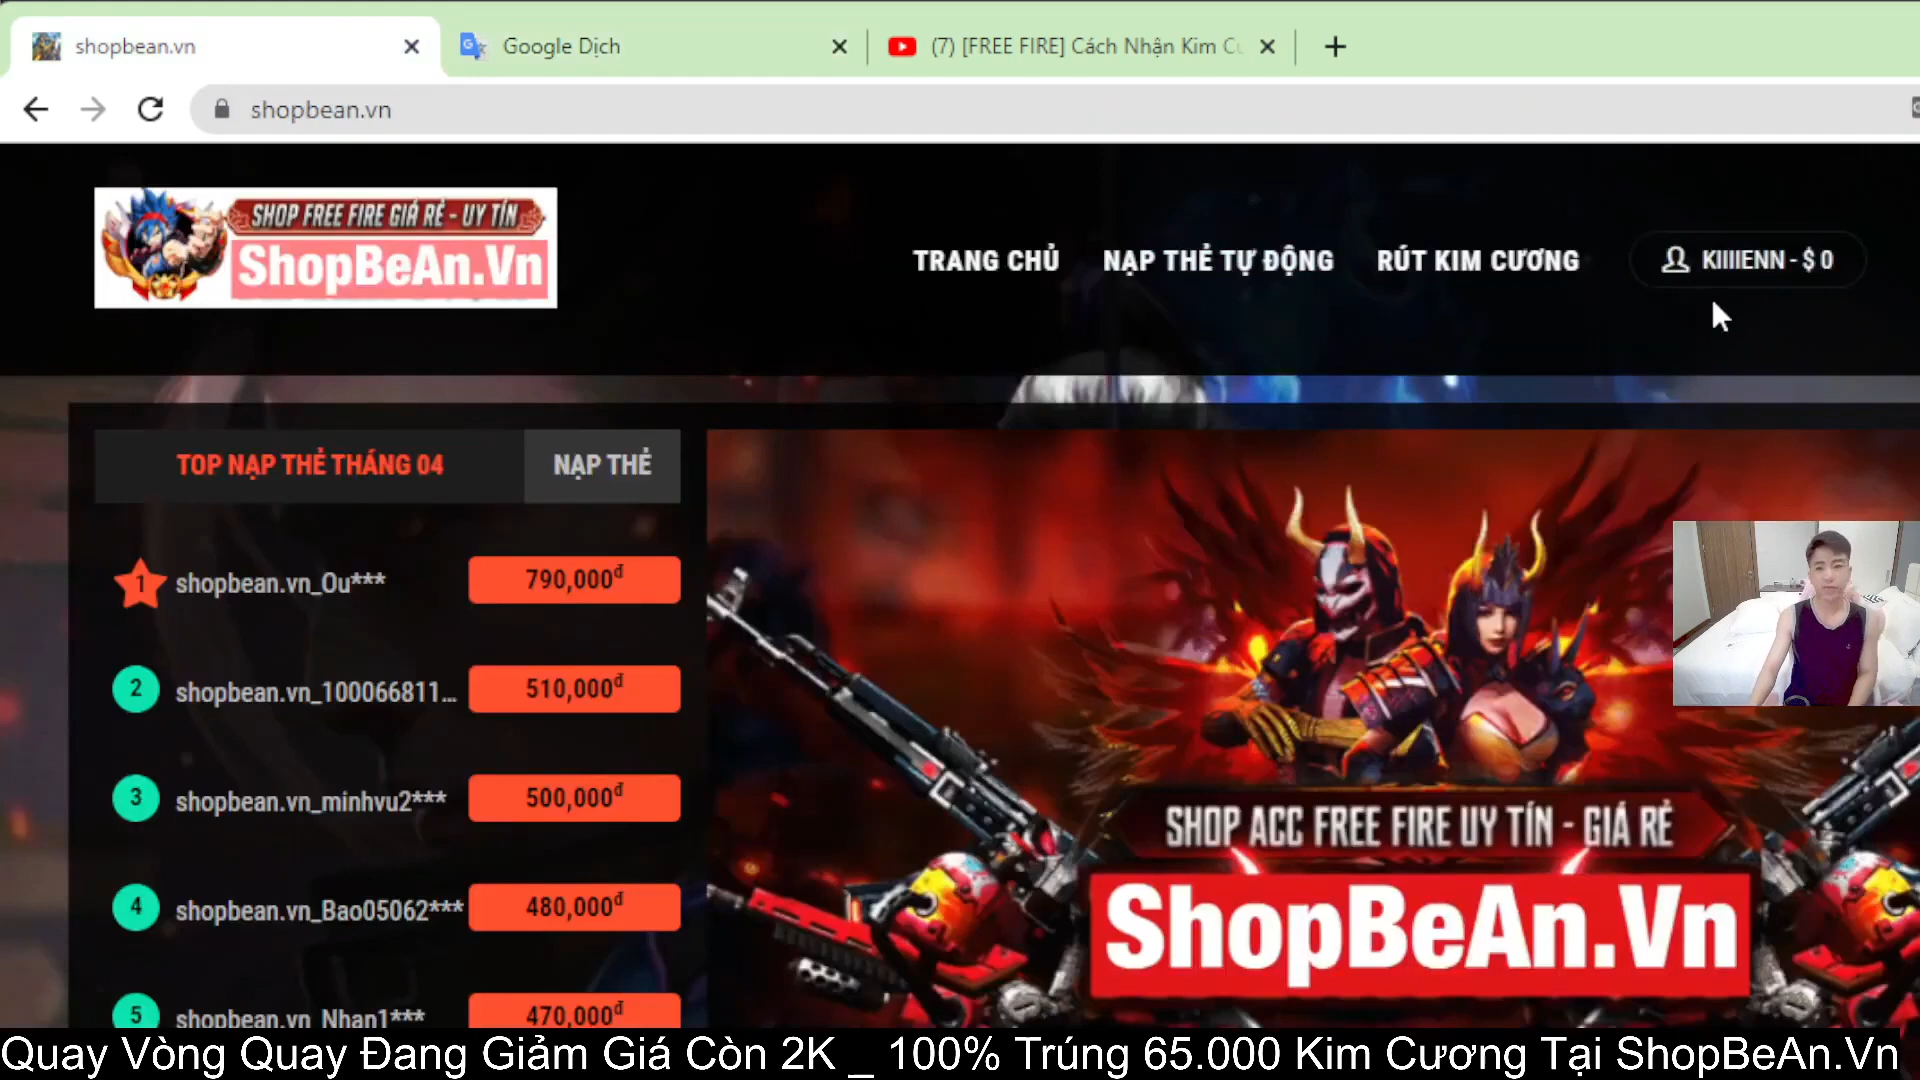 shopbean.vn
Google Dịch
(7) [FREE FIRE] Cách Nhận Kim
shopbean.vn
SHOP FREE FIRE GIÁ RẺ - UY TÍN
ShopBeAn.Vn
TRANG CHỦ
NẠP THẺ TỰ ĐỘNG
RÚT KIM CƯƠNG
KIIIIENN - $ 0
TOP NẠP THẺ THÁNG 04
NẠP THẺ
1 shopbean.vn_Ou*** 790,000đ
2 shopbean.vn_100066811... 510,000đ
3 shopbean.vn_minhvu2*** 500,000đ
4 shopbean.vn_Bao05062*** 480,000đ
5 shopbean.vn_Nhan1*** 470,000đ
SHOP ACC FREE FIRE UY TÍN - GIÁ RẺ
ShopBeAn.Vn
Quay Vòng Quay Đang Giảm Giá Còn 2K _ 100% Trúng 65.000 Kim Cương Tại ShopBeAn.Vn